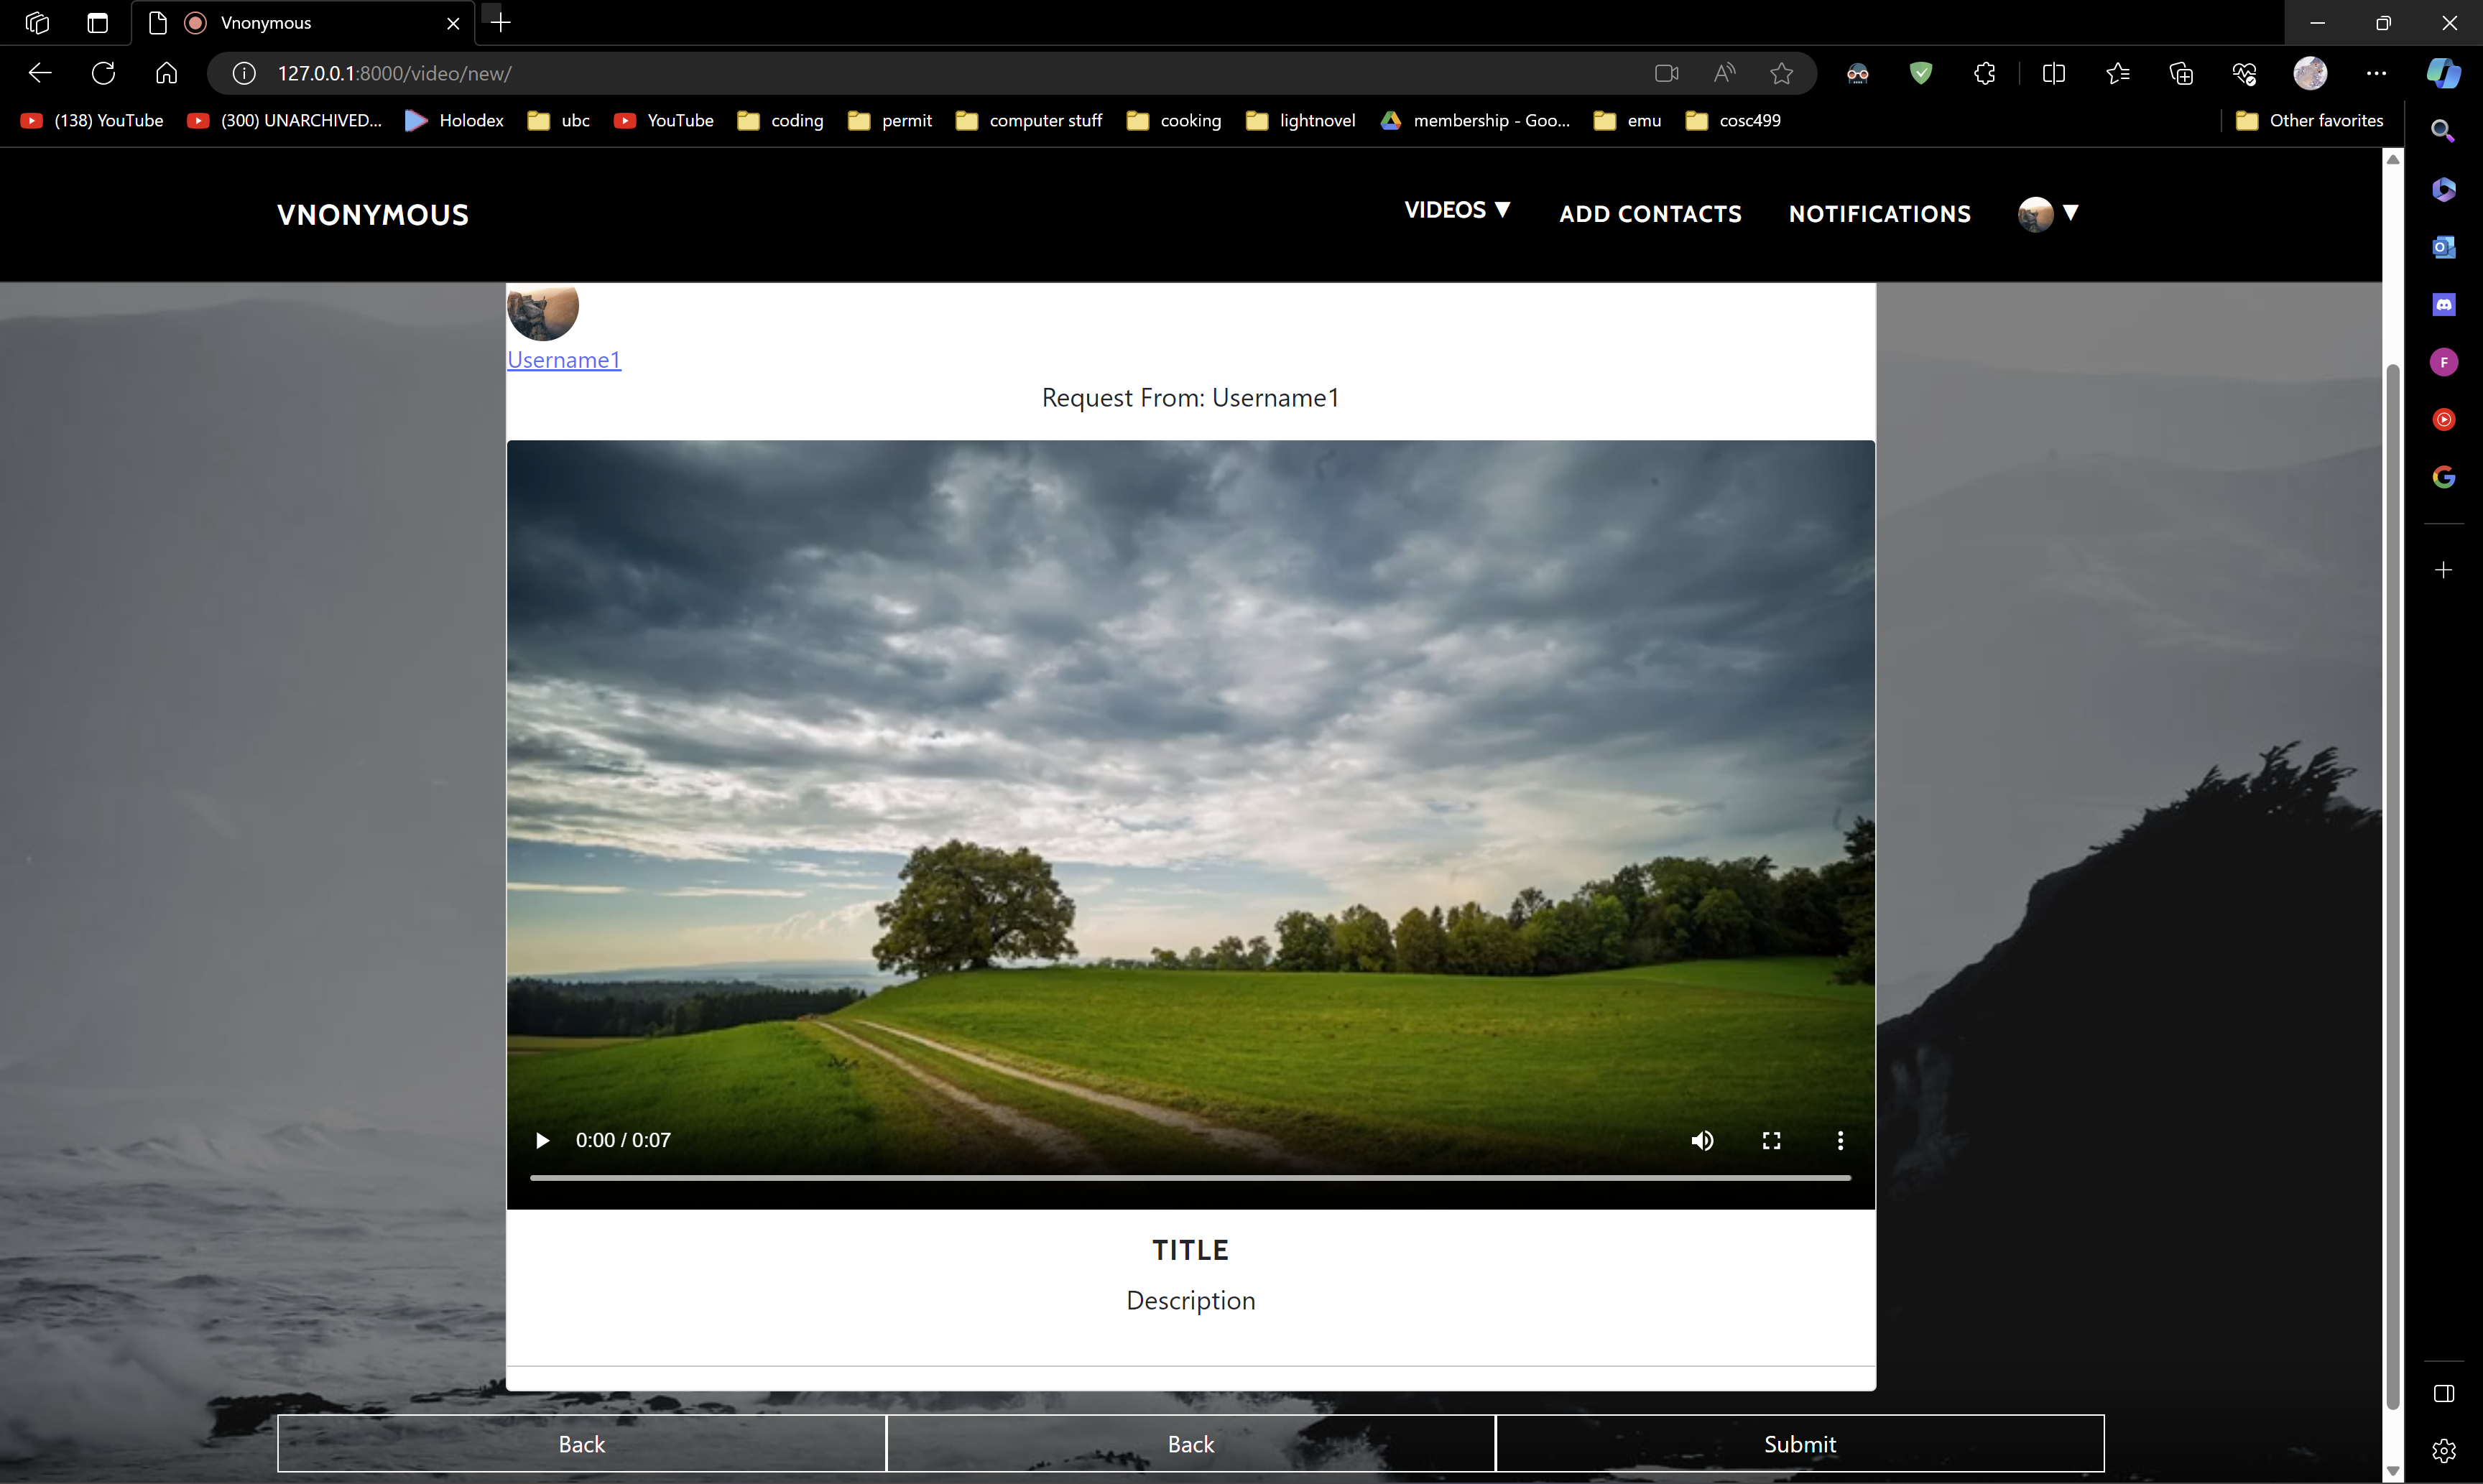 Vnonymous
127.0.0.1:8000/video/new/
(138) YouTube (300) UNARCHIVED... Holodex ubc YouTube coding permit computer stuff cooking lightnovel membership - Goo... emu cosc499 Other favorites
VNONYMOUS VIDEOS ▼ ADD CONTACTS NOTIFICATIONS ▼
Username1
Request From: Username1
0:00 / 0:07
TITLE
Description
Back Back Submit
F